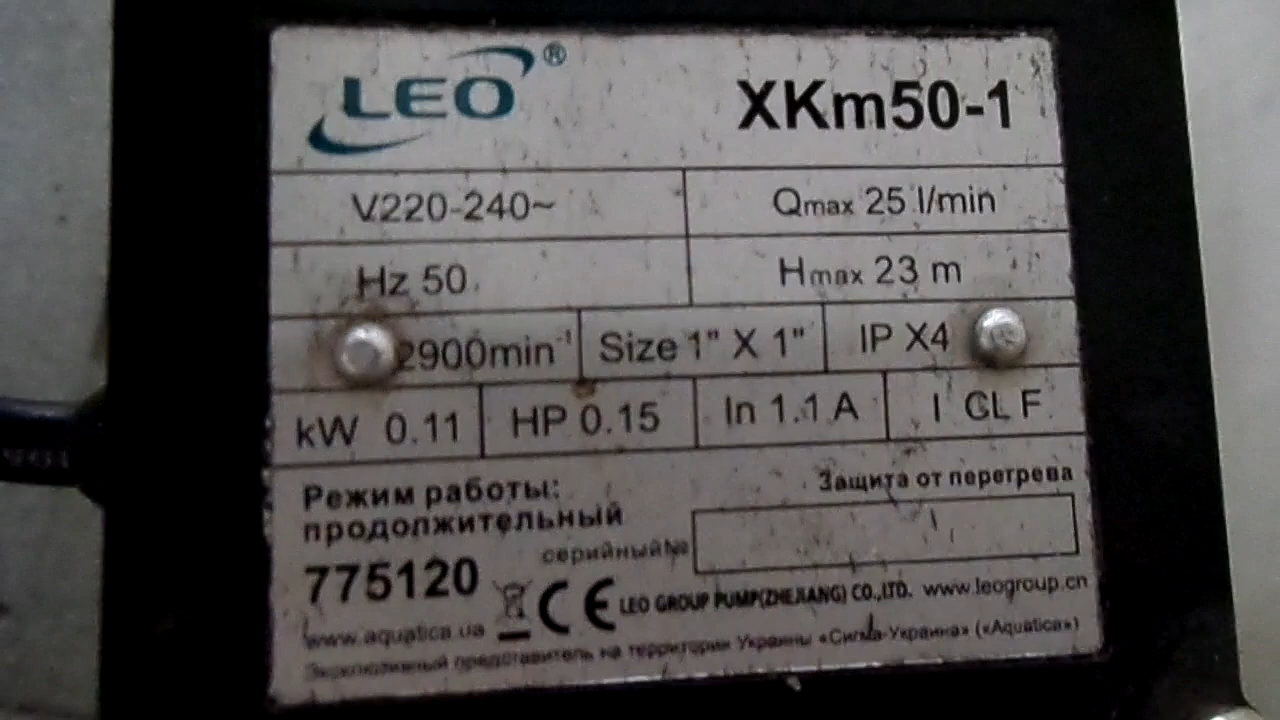 LEO®
XKm50-1
V220-240~
Qmax 25 l/min
Hz 50
Hmax 23 m
2900min⁻¹
Size 1" X 1"
IP X4
kW 0.11
HP 0.15
In 1.1 A
I CL F
Режим работы:
продолжительный
Защита от перегрева
серийный№
775120
CE
LEO GROUP PUMP(ZHEJIANG) CO.,LTD. www.leogroup.cn
www.aquatica.ua
Эксклюзивный представитель на территории Украины «Сигма-Украина» («Aquatica»)